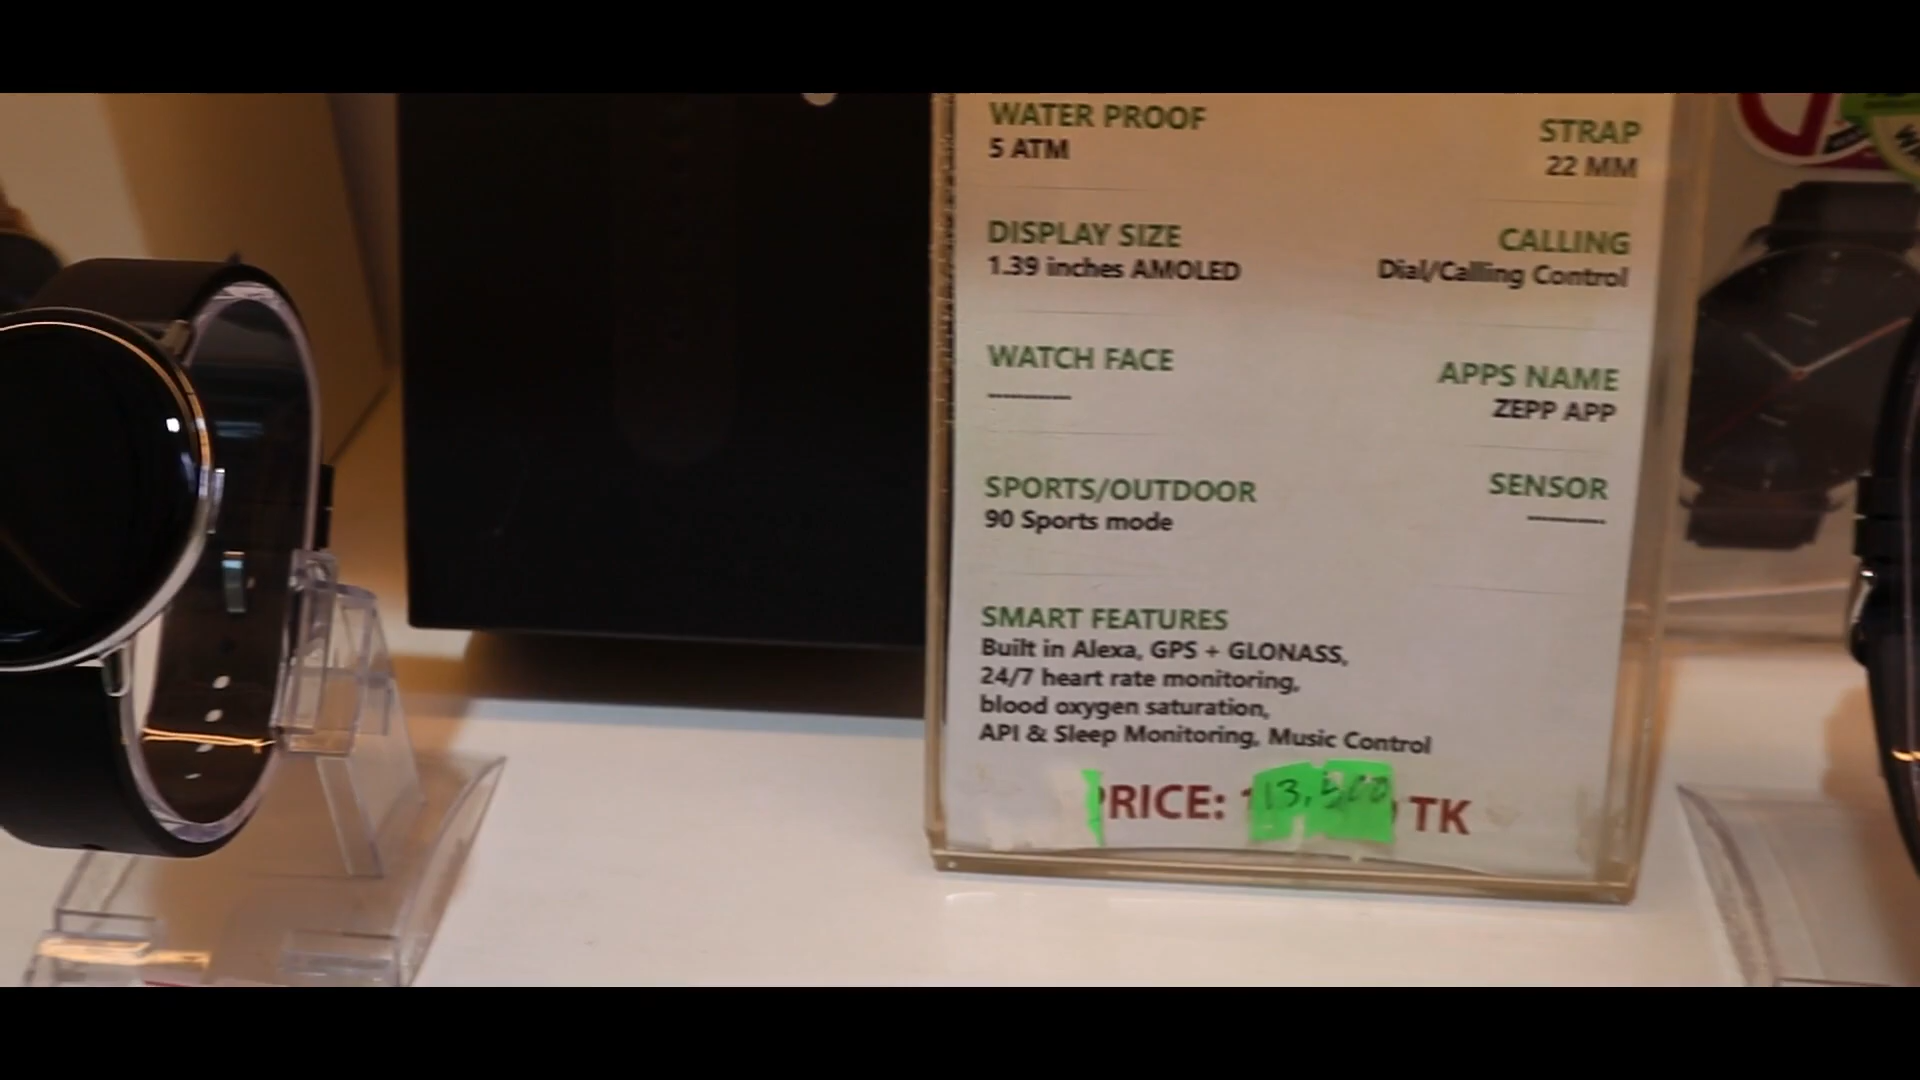 WATER PROOF
5 ATM
STRAP
22 MM
DISPLAY SIZE
1.39 inches AMOLED
CALLING
Dial/Calling Control
WATCH FACE
APPS NAME
ZEPP APP
SPORTS/OUTDOOR
90 Sports mode
SENSOR
SMART FEATURES
Built in Alexa, GPS + GLONASS,
24/7 heart rate monitoring,
blood oxygen saturation,
API & Sleep Monitoring, Music Control
PRICE: 13,500 TK